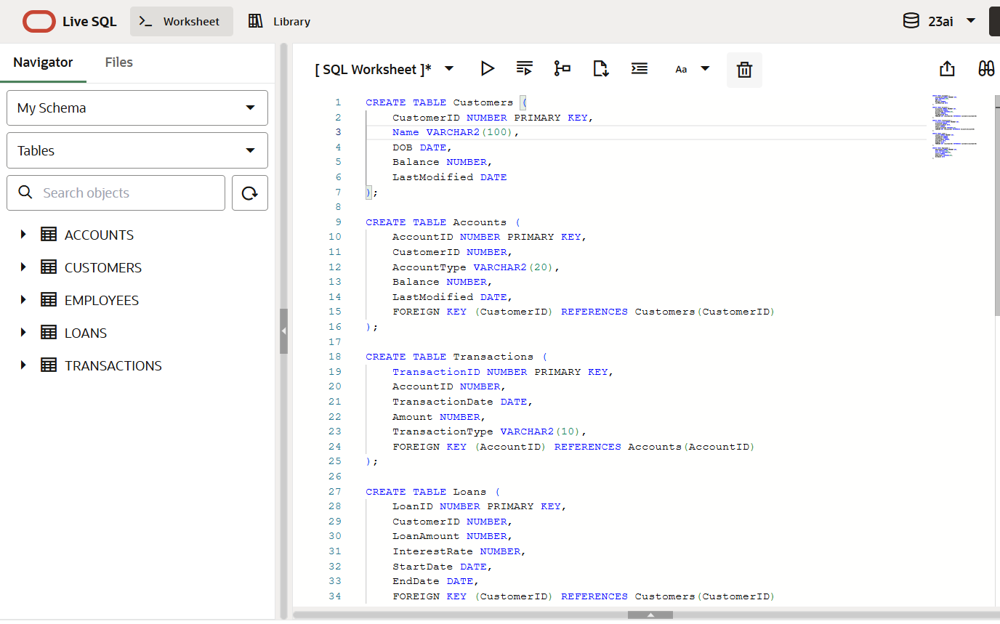 Live SQL
Worksheet
Library
23ai
Navigator
Files
My Schema
Tables
Search objects
ACCOUNTS
CUSTOMERS
EMPLOYEES
LOANS
TRANSACTIONS
[ SQL Worksheet ]*
Aa
1 CREATE TABLE Customers (
2     CustomerID NUMBER PRIMARY KEY,
3     Name VARCHAR2(100),
4     DOB DATE,
5     Balance NUMBER,
6     LastModified DATE
7 );
8
9 CREATE TABLE Accounts (
10     AccountID NUMBER PRIMARY KEY,
11     CustomerID NUMBER,
12     AccountType VARCHAR2(20),
13     Balance NUMBER,
14     LastModified DATE,
15     FOREIGN KEY (CustomerID) REFERENCES Customers(CustomerID)
16 );
17
18 CREATE TABLE Transactions (
19     TransactionID NUMBER PRIMARY KEY,
20     AccountID NUMBER,
21     TransactionDate DATE,
22     Amount NUMBER,
23     TransactionType VARCHAR2(10),
24     FOREIGN KEY (AccountID) REFERENCES Accounts(AccountID)
25 );
26
27 CREATE TABLE Loans (
28     LoanID NUMBER PRIMARY KEY,
29     CustomerID NUMBER,
30     LoanAmount NUMBER,
31     InterestRate NUMBER,
32     StartDate DATE,
33     EndDate DATE,
34     FOREIGN KEY (CustomerID) REFERENCES Customers(CustomerID)